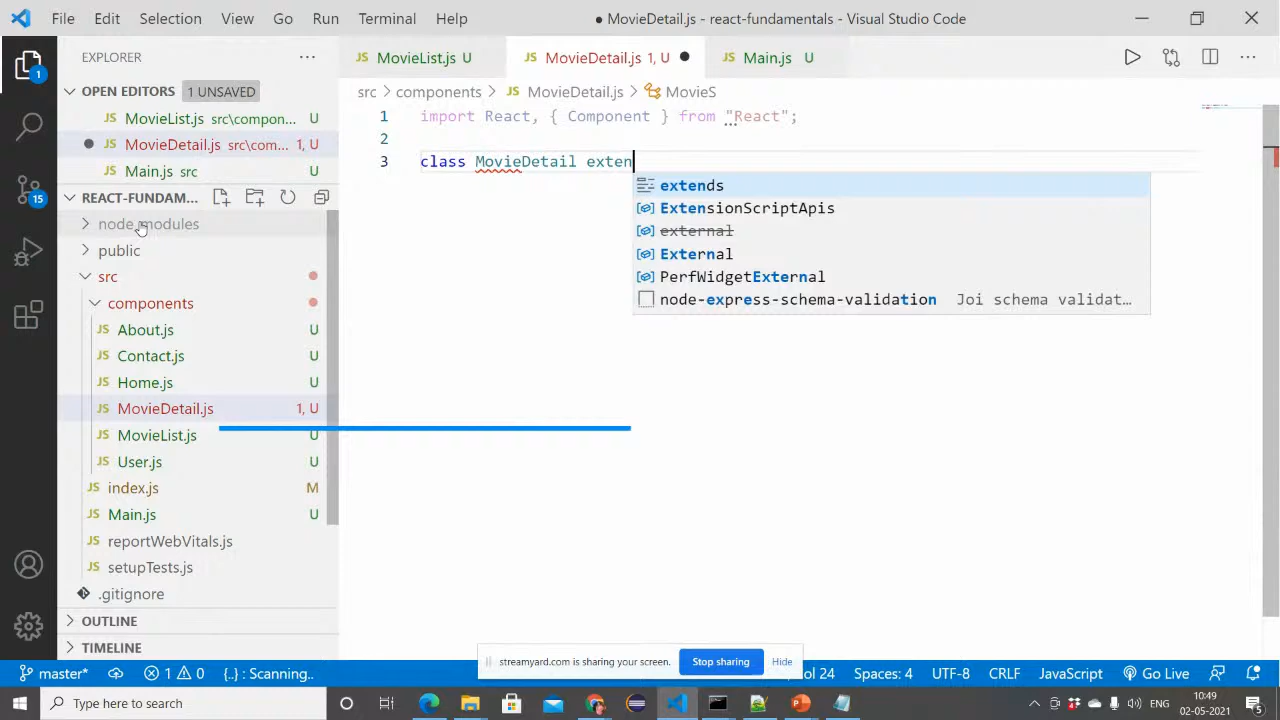 File Edit Selection View Go Run Terminal Help ● MovieDetail.js - react-fundamentals - Visual Studio Code
EXPLORER ··· JS MovieList.js U JS MovieDetail.js 1, U ● JS Main.js U ···
OPEN EDITORS 1 UNSAVED src > components > JS MovieDetail.js > MovieS
JS MovieList.js src\compon... U
● JS MovieDetail.js src\com... 1, U
JS Main.js src U
REACT-FUNDAM...
node_modules
public
src
components
JS About.js U
JS Contact.js U
JS Home.js U
JS MovieDetail.js 1, U
JS MovieList.js U
JS User.js U
JS index.js M
JS Main.js U
JS reportWebVitals.js
JS setupTests.js
.gitignore
OUTLINE
TIMELINE
1 import React, { Component } from "React";
2
3 class MovieDetail exten
extends
ExtensionScriptApis
external
External
PerfWidgetExternal
node-express-schema-validation Joi schema validat...
1
15
streamyard.com is sharing your screen. Stop sharing Hide
master* 1 0 {..} : Scanning.. ol 24 Spaces: 4 UTF-8 CRLF JavaScript Go Live
Type here to search ENG 10:49
02-05-2021 5